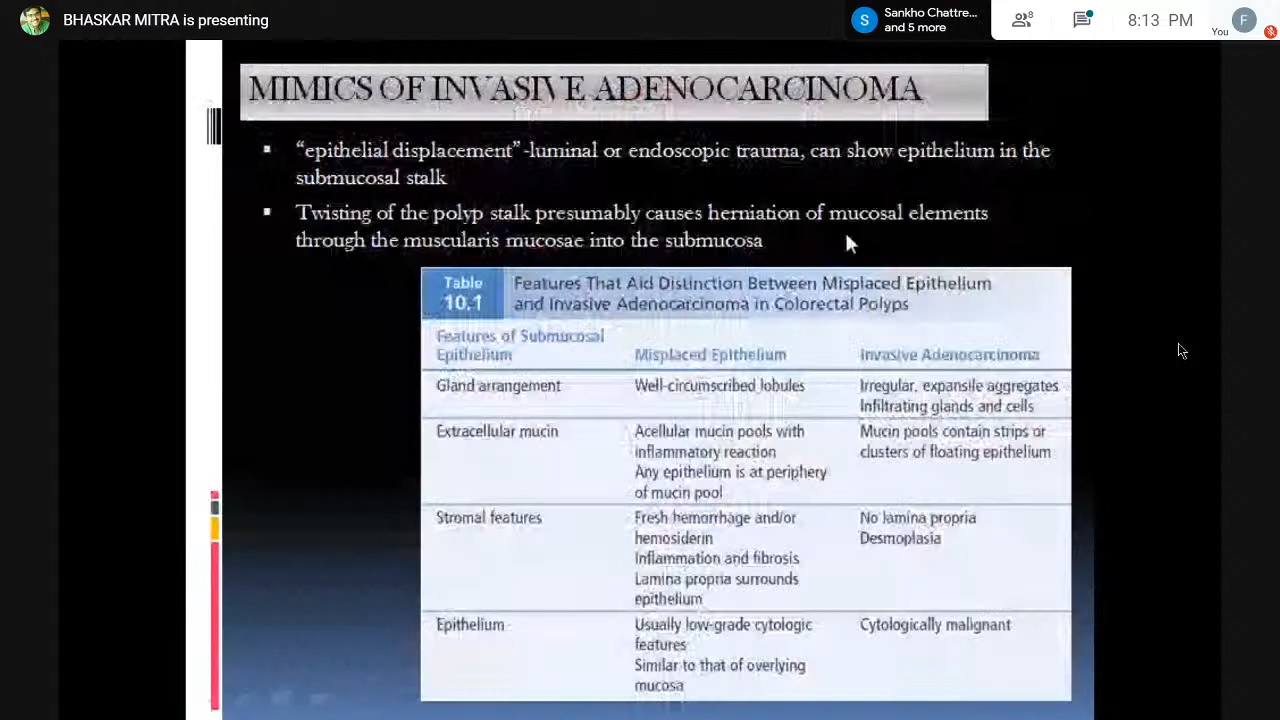 BHASKAR MITRA is presenting
S
Sankho Chattre...
and 5 more
8
8:13 PM
You
F
MIMICS OF INVASIVE ADENOCARCINOMA
▪ “epithelial displacement” -luminal or endoscopic trauma, can show epithelium in the
submucosal stalk
▪ Twisting of the polyp stalk presumably causes herniation of mucosal elements
through the muscularis mucosae into the submucosa
Table
10.1
Features That Aid Distinction Between Misplaced Epithelium
and Invasive Adenocarcinoma in Colorectal Polyps
Features of Submucosal
Epithelium
Misplaced Epithelium
Invasive Adenocarcinoma
Gland arrangement
Well-circumscribed lobules
Irregular, expansile aggregates
Infiltrating glands and cells
Extracellular mucin
Acellular mucin pools with
inflammatory reaction
Any epithelium is at periphery
of mucin pool
Mucin pools contain strips or
clusters of floating epithelium
Stromal features
Fresh hemorrhage and/or
hemosiderin
Inflammation and fibrosis
Lamina propria surrounds
epithelium
No lamina propria
Desmoplasia
Epithelium
Usually low-grade cytologic
features
Similar to that of overlying
mucosa
Cytologically malignant